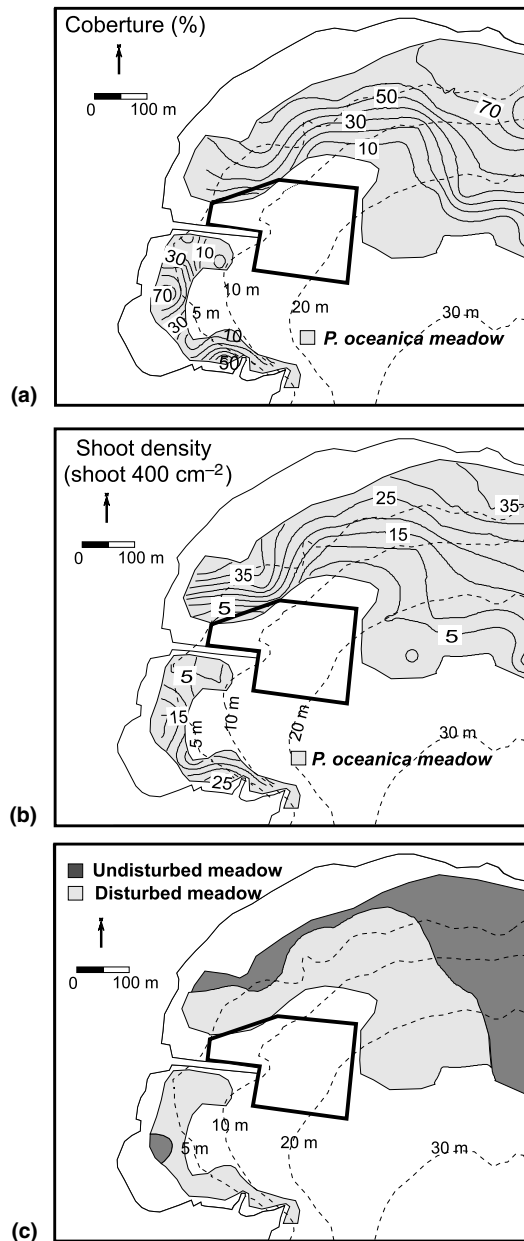 Coberture (%)
0 100 m
50
30
10
70
10
30
70
30
10
50
5 m
10 m
20 m
30 m
P. oceanica meadow
(a)
Shoot density
(shoot 400 cm⁻²)
0 100 m
25
35
15
35
5
5
5
15
25
5 m
10 m
20 m
30 m
P. oceanica meadow
(b)
Undisturbed meadow
Disturbed meadow
0 100 m
5 m
10 m
20 m
30 m
(c)